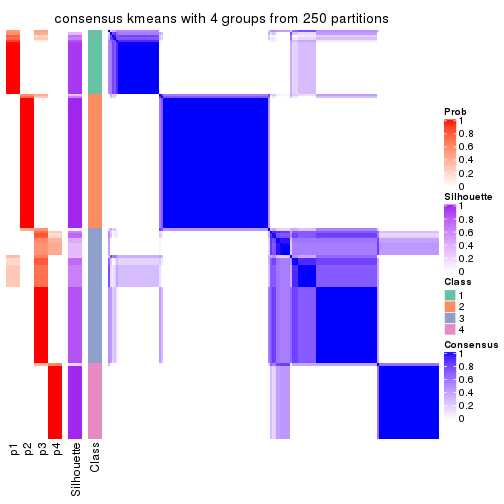 consensus kmeans with 4 groups from 250 partitions
Prob
1
0.8
0.6
0.4
0.2
0
Silhouette
1
0.8
0.6
0.4
0.2
0
Class
1
2
3
4
Consensus
1
0.8
0.6
0.4
0.2
0
p1
p2
p3
p4
Silhouette
Class